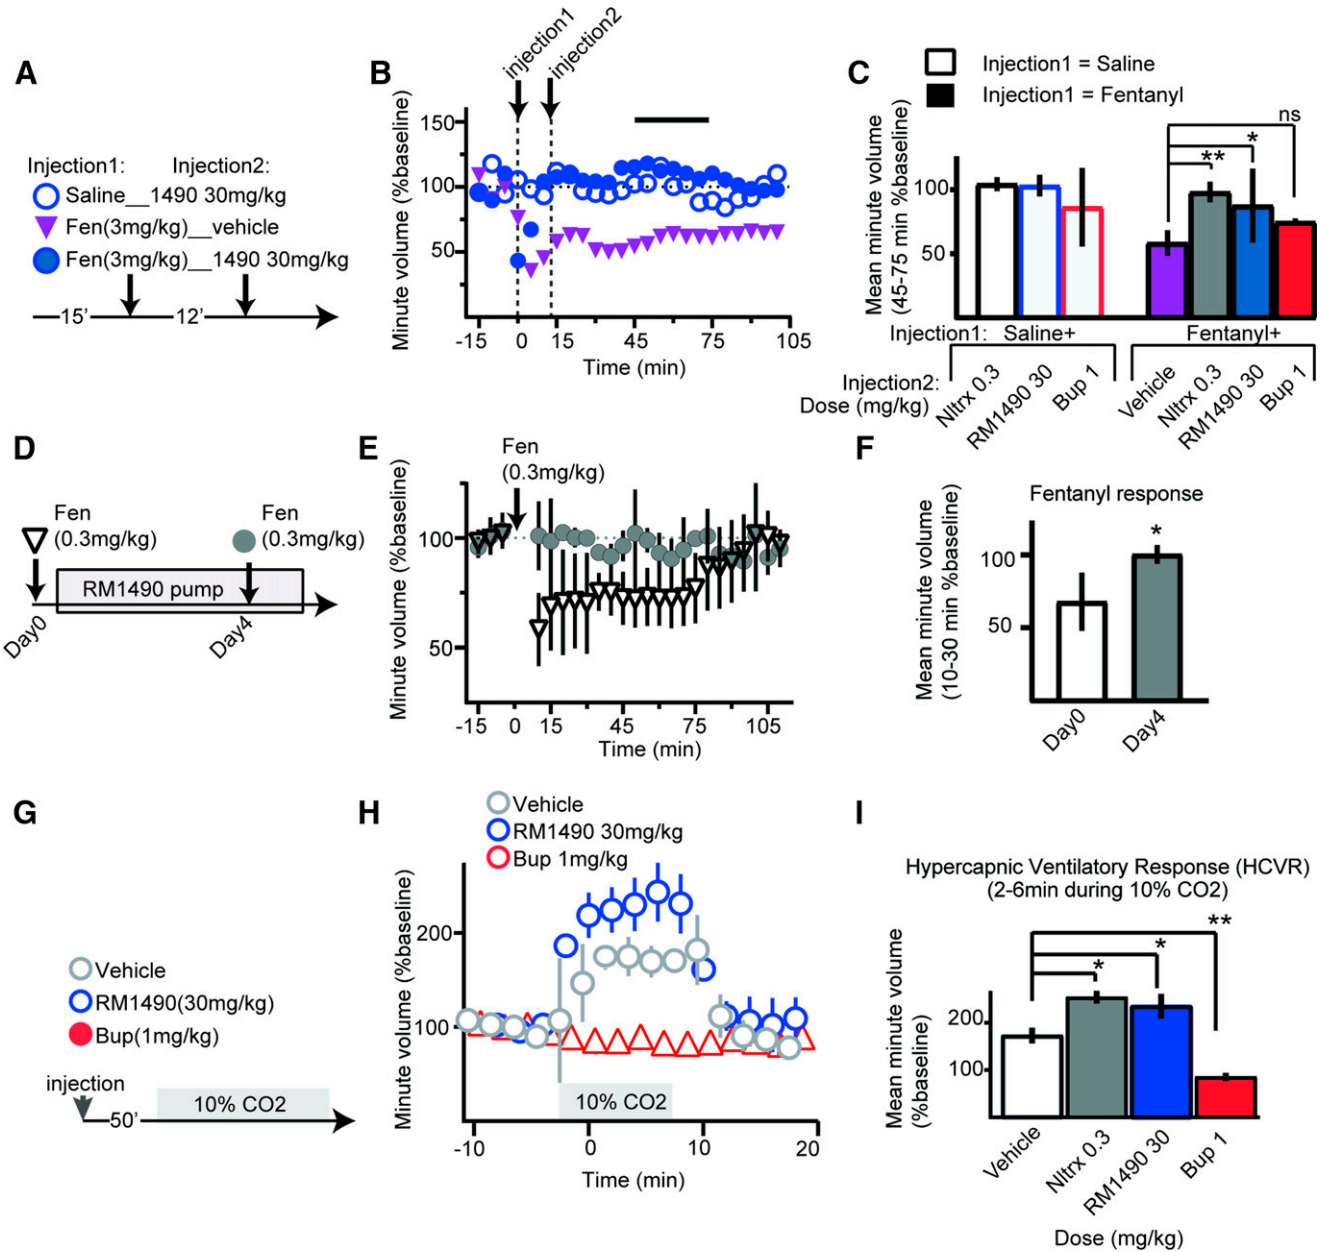 A
Injection1: Injection2:
Saline__1490 30mg/kg
Fen(3mg/kg)__vehicle
Fen(3mg/kg)__1490 30mg/kg
15’ 12’
B
injection1
injection2
Minute volume (%baseline)
150
100
50
-15 0 15 45 75 105
Time (min)
C
Injection1 = Saline
Injection1 = Fentanyl
Mean minute volume
(45-75 min %baseline)
100
50
** * ns
Injection1: Saline+ Fentanyl+
Injection2:
Dose (mg/kg)
Nltrx 0.3
RM1490 30
Bup 1
Vehicle
Nltrx 0.3
RM1490 30
Bup 1
D
Fen
(0.3mg/kg)
Fen
(0.3mg/kg)
RM1490 pump
Day0
Day4
E
Fen
(0.3mg/kg)
Minute volume (%baseline)
100
50
-15 0 15 45 75 105
Time (min)
F
Fentanyl response
Mean minute volume
(10-30 min %baseline)
100
50
*
Day0
Day4
G
Vehicle
RM1490(30mg/kg)
Bup(1mg/kg)
injection
50’
10% CO2
H
Vehicle
RM1490 30mg/kg
Bup 1mg/kg
Minute volume (%baseline)
200
100
10% CO2
-10 0 10 20
Time (min)
I
Hypercapnic Ventilatory Response (HCVR)
(2-6min during 10% CO2)
Mean minute volume
(%baseline)
200
100
* * **
Vehicle
Nltrx 0.3
RM1490 30
Bup 1
Dose (mg/kg)